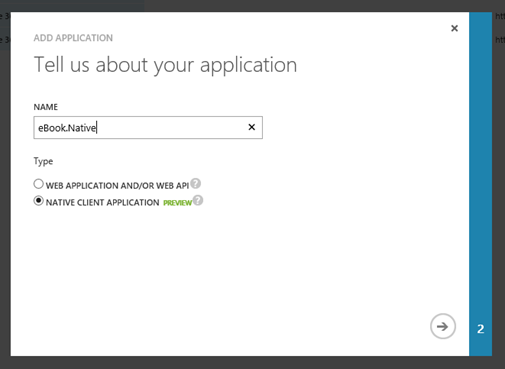 ADD APPLICATION
Tell us about your application
NAME
eBook.Native
Type
WEB APPLICATION AND/OR WEB API ?
NATIVE CLIENT APPLICATION PREVIEW ?
2